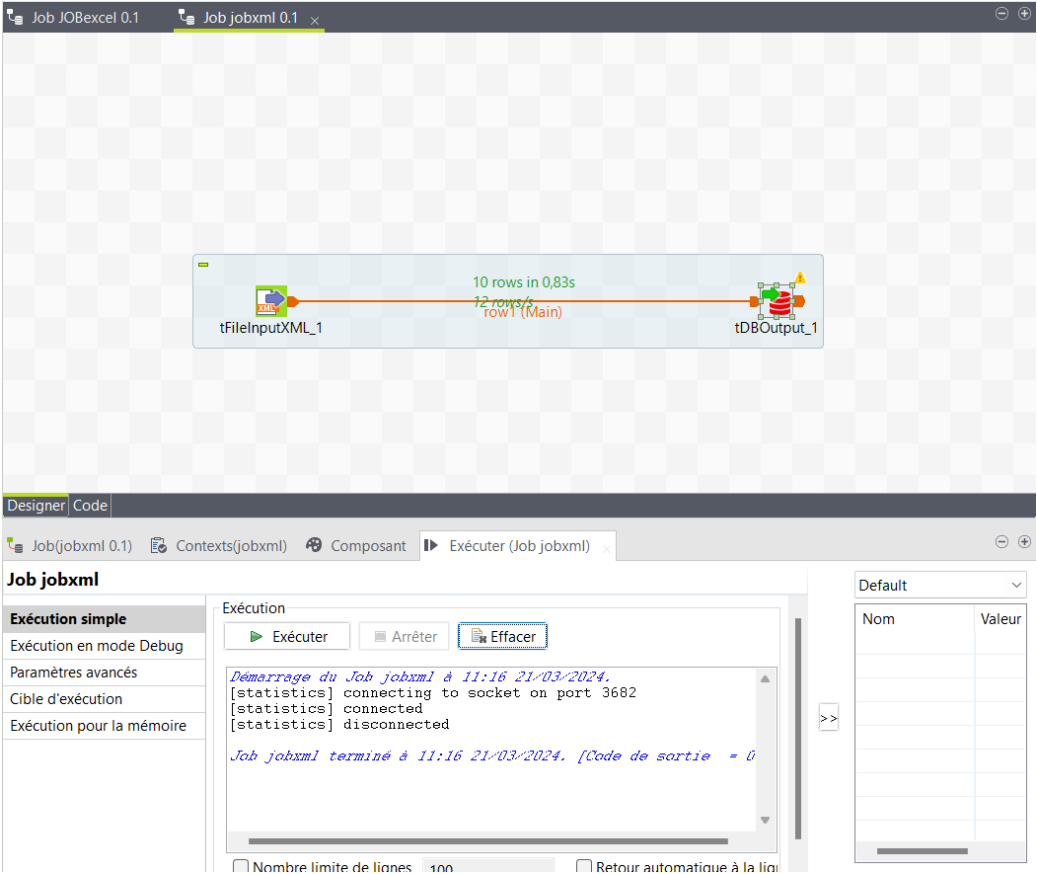 Job JOBexcel 0.1 Job jobxml 0.1
10 rows in 0,83s
12 rows/s
row1 (Main)
XML
tFileInputXML_1 tDBOutput_1
Designer Code
Job(jobxml 0.1) Contexts(jobxml) Composant Exécuter (Job jobxml)
Job jobxml
Default
Exécution simple
Exécution en mode Debug
Paramètres avancés
Cible d'exécution
Exécution pour la mémoire
Exécution
Exécuter Arrêter Effacer
Démarrage du Job jobxml à 11:16 21/03/2024.
[statistics] connecting to socket on port 3682
[statistics] connected
[statistics] disconnected
Job jobxml terminé à 11:16 21/03/2024. [Code de sortie = 0
Nombre limite de lignes 100 Retour automatique à la
>>
Nom Valeur